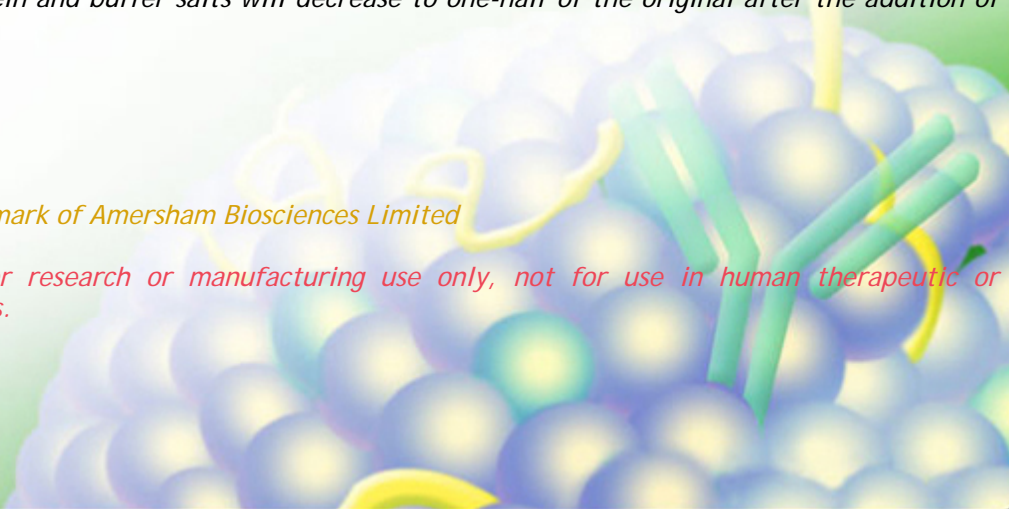 ein and buffer salts will decrease to one-half of the original after the addition of
mark of Amersham Biosciences Limited
r research or manufacturing use only, not for use in human therapeutic or
s.